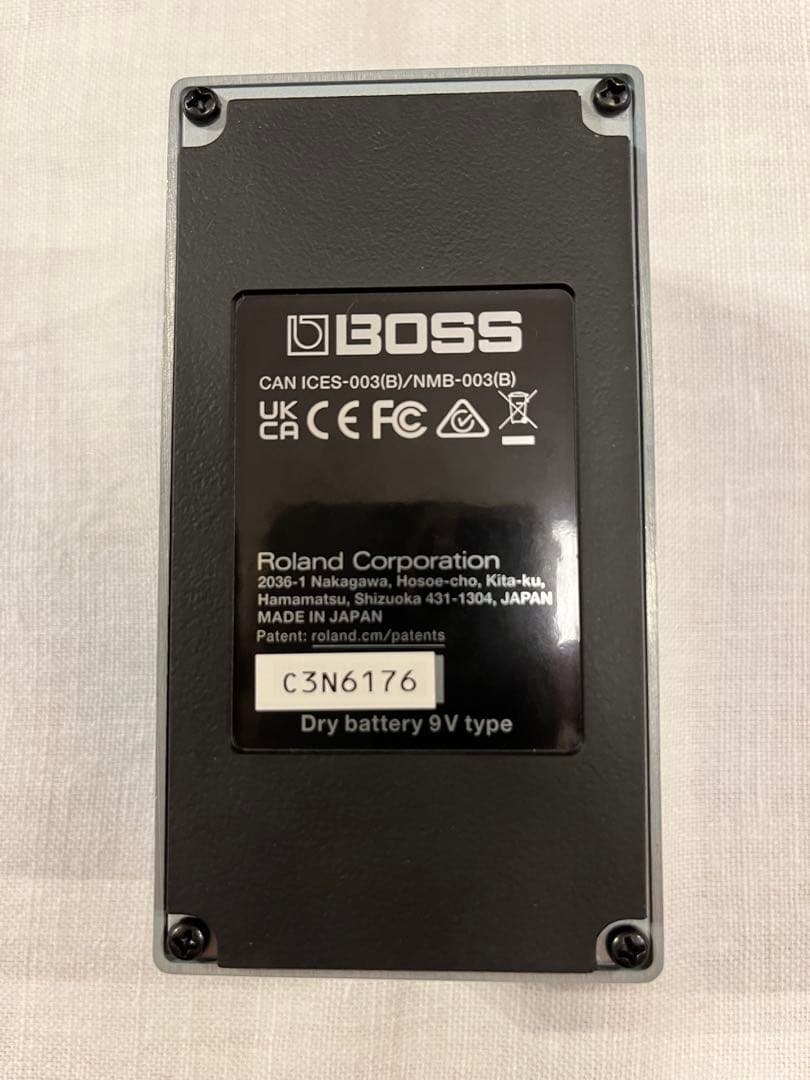 BOSS
CAN ICES-003(B)/NMB-003(B)
UK CA CE FC
Roland Corporation
2036-1 Nakagawa, Hosoe-cho, Kita-ku,
Hamamatsu, Shizuoka 431-1304, JAPAN
MADE IN JAPAN
Patent: roland.cm/patents
C3N6176
Dry battery 9V type